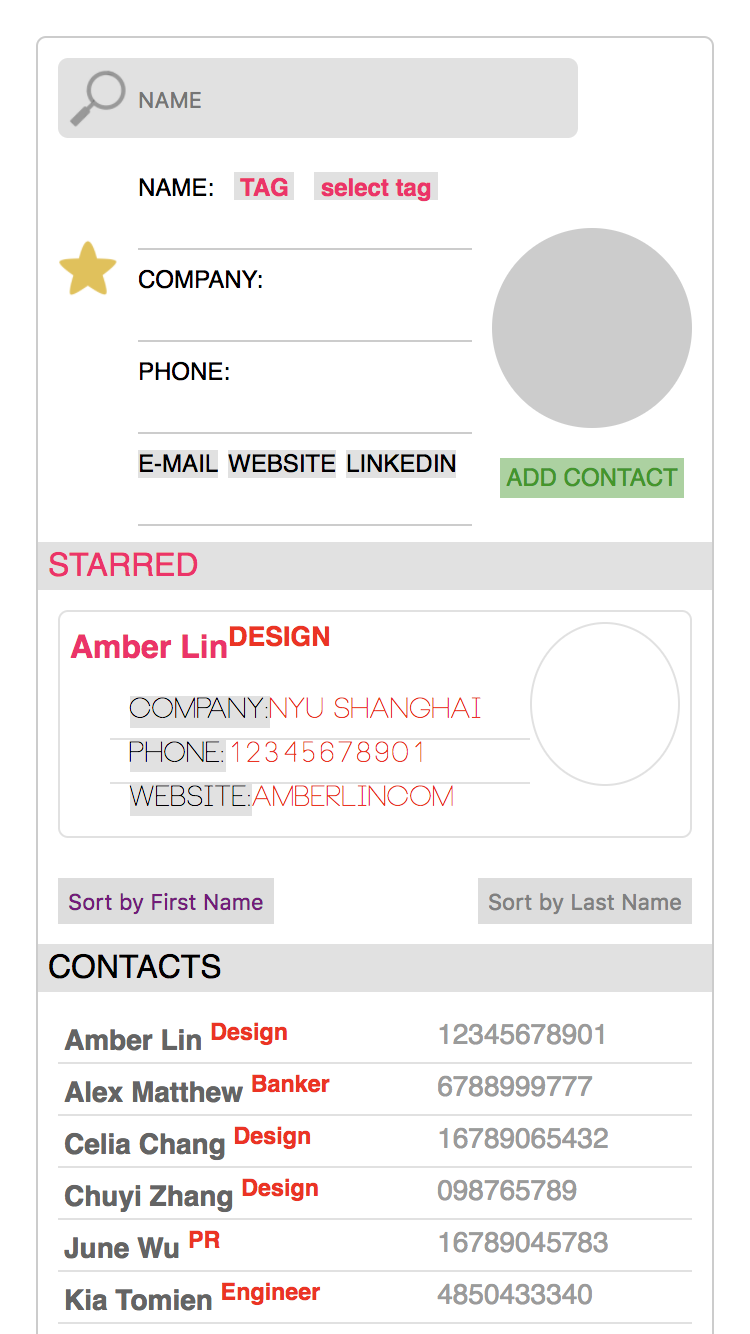 NAME
NAME: TAG select tag
COMPANY:
PHONE:
E-MAIL WEBSITE LINKEDIN
ADD CONTACT
STARRED
Amber Lin DESIGN
COMPANY:NYU SHANGHAI
PHONE:12345678901
WEBSITE:AMBERLINCOM
Sort by First Name Sort by Last Name
CONTACTS
Amber Lin Design 12345678901
Alex Matthew Banker 6788999777
Celia Chang Design 16789065432
Chuyi Zhang Design 098765789
June Wu PR 16789045783
Kia Tomien Engineer 4850433340